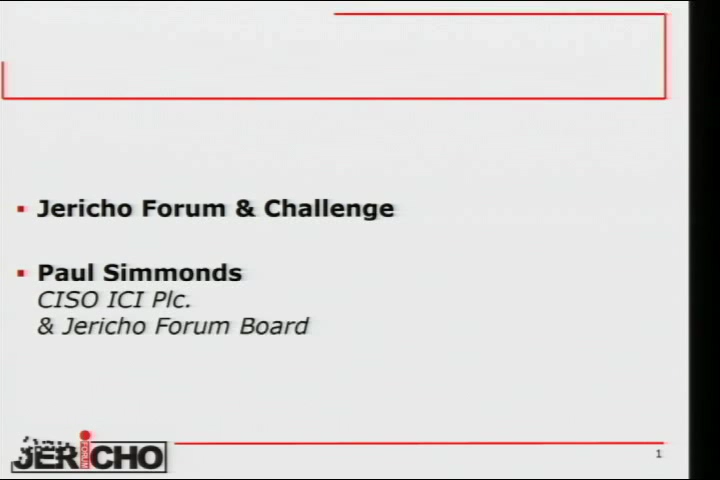 Jericho Forum & Challenge
Paul Simmonds
CISO ICI Plc.
& Jericho Forum Board
JERiCHO
1